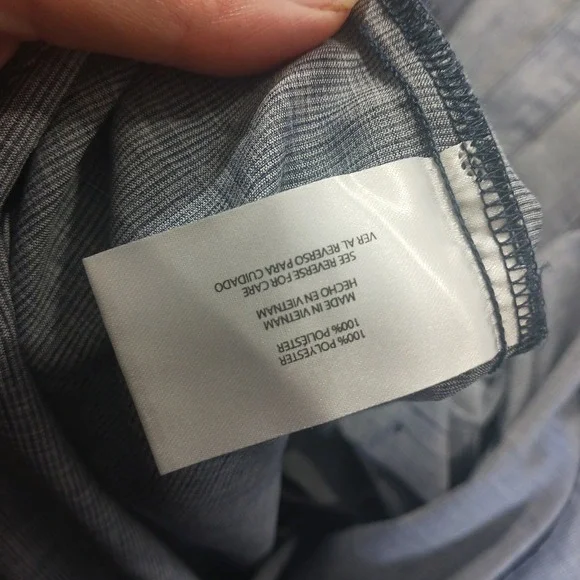 100% POLYESTER
100% POLIÉSTER
MADE IN VIETNAM
HECHO EN VIETNAM
SEE REVERSE FOR CARE
VER AL REVERSO PARA CUIDADO